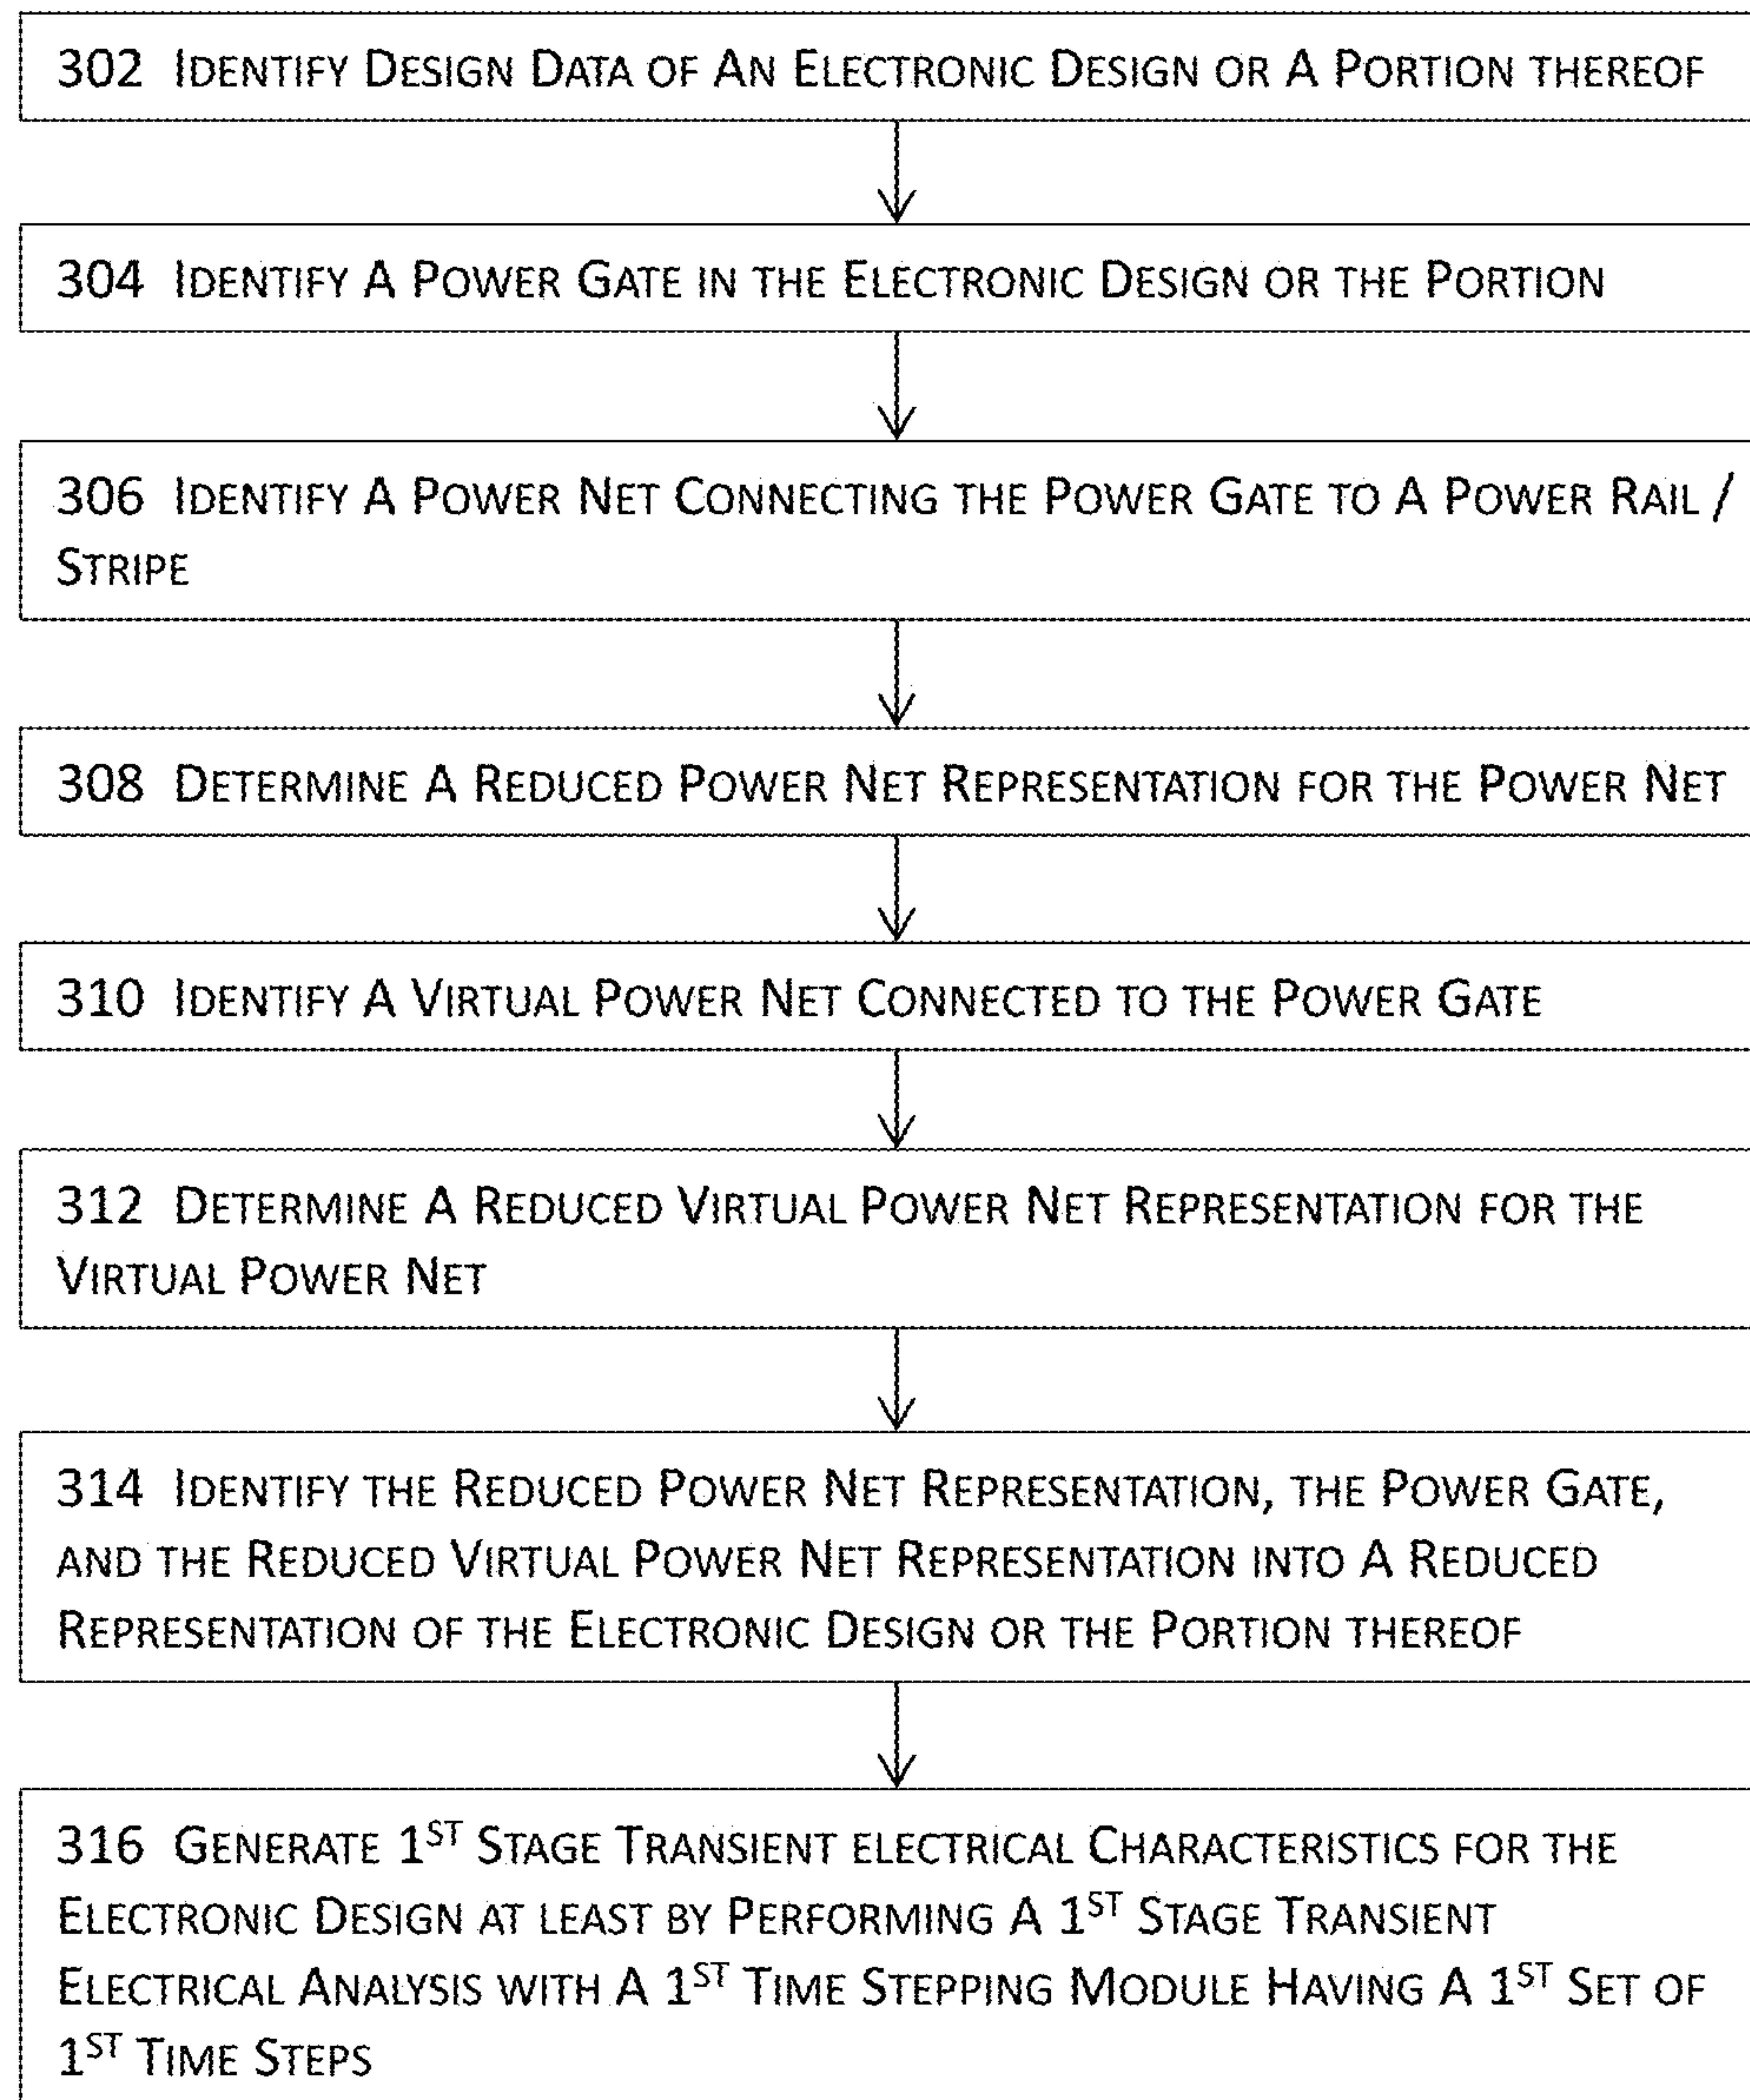 302 IDENTIFY DESIGN DATA OF AN ELECTRONIC DESIGN OR A PORTION THEREOF
304 IDENTIFY A POWER GATE IN THE ELECTRONIC DESIGN OR THE PORTION
306 IDENTIFY A POWER NET CONNECTING THE POWER GATE TO A POWER RAIL /
STRIPE
308 DETERMINE A REDUCED POWER NET REPRESENTATION FOR THE POWER NET
310 IDENTIFY A VIRTUAL POWER NET CONNECTED TO THE POWER GATE
312 DETERMINE A REDUCED VIRTUAL POWER NET REPRESENTATION FOR THE
VIRTUAL POWER NET
314 IDENTIFY THE REDUCED POWER NET REPRESENTATION, THE POWER GATE,
AND THE REDUCED VIRTUAL POWER NET REPRESENTATION INTO A REDUCED
REPRESENTATION OF THE ELECTRONIC DESIGN OR THE PORTION THEREOF
316 GENERATE 1ST STAGE TRANSIENT ELECTRICAL CHARACTERISTICS FOR THE
ELECTRONIC DESIGN AT LEAST BY PERFORMING A 1ST STAGE TRANSIENT
ELECTRICAL ANALYSIS WITH A 1ST TIME STEPPING MODULE HAVING A 1ST SET OF
1ST TIME STEPS